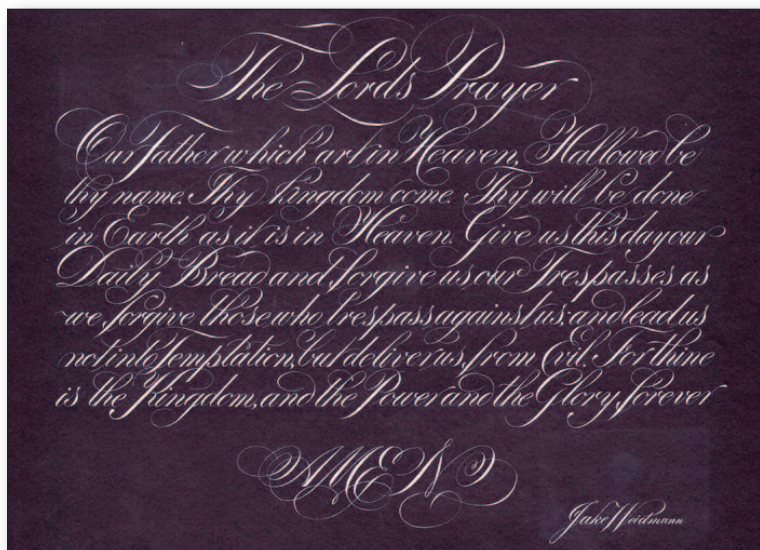 The Lords Prayer
Our Father which art in Heaven, Hallowed be
thy name. Thy kingdom come. Thy will be done
in Earth as it is in Heaven. Give us this day our
Daily Bread and forgive us our Trespasses as
we forgive those who trespass against us: and lead us
not into Temptation, but deliver us from Evil. For thine
is the Kingdom, and the Power and the Glory, forever
AMEN
Jake Weidmann